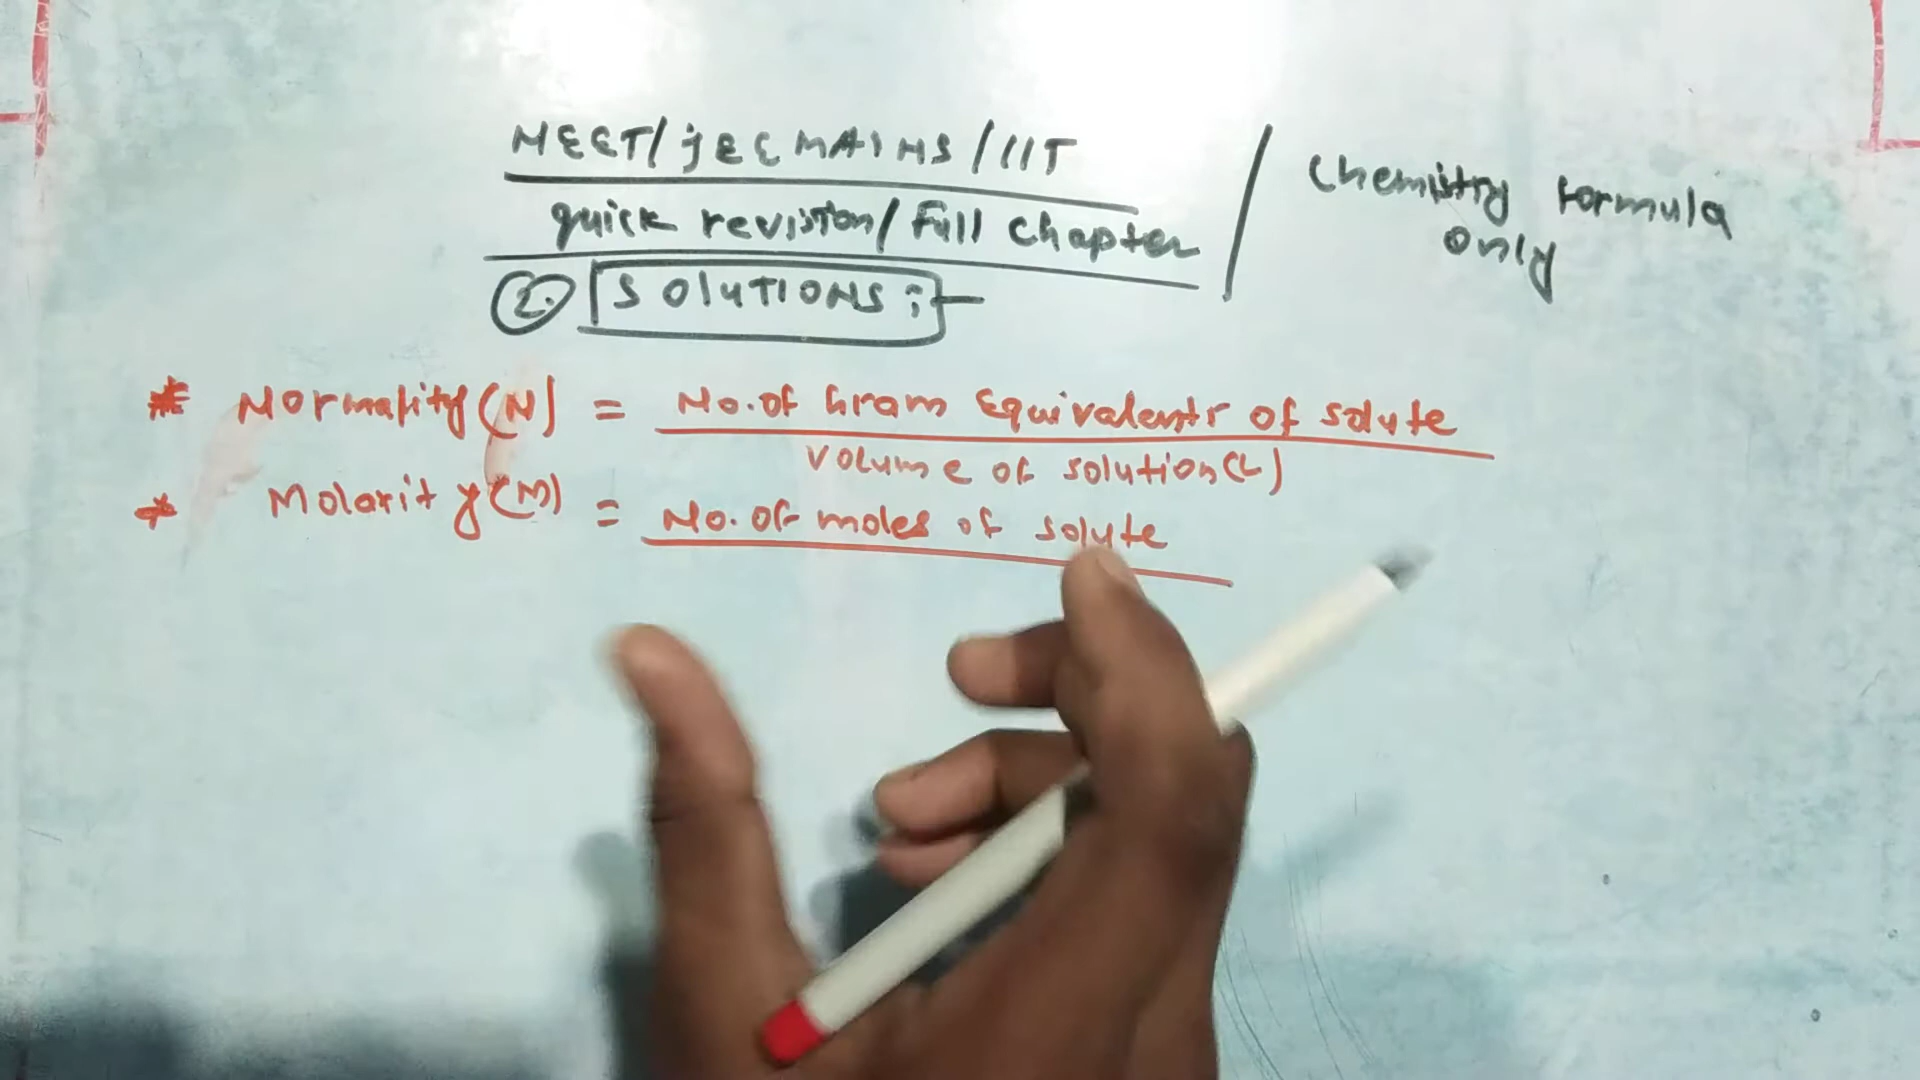 NEET/jEE MAINS/IIT
quick revision/Full Chapter
Chemistry Formula
Only
2. SOlUTIONS:-
* Normality(N) = No. of Gram Equivalents of solute
Volume of solution(L)
* Molarity(M) = No. of moles of solute